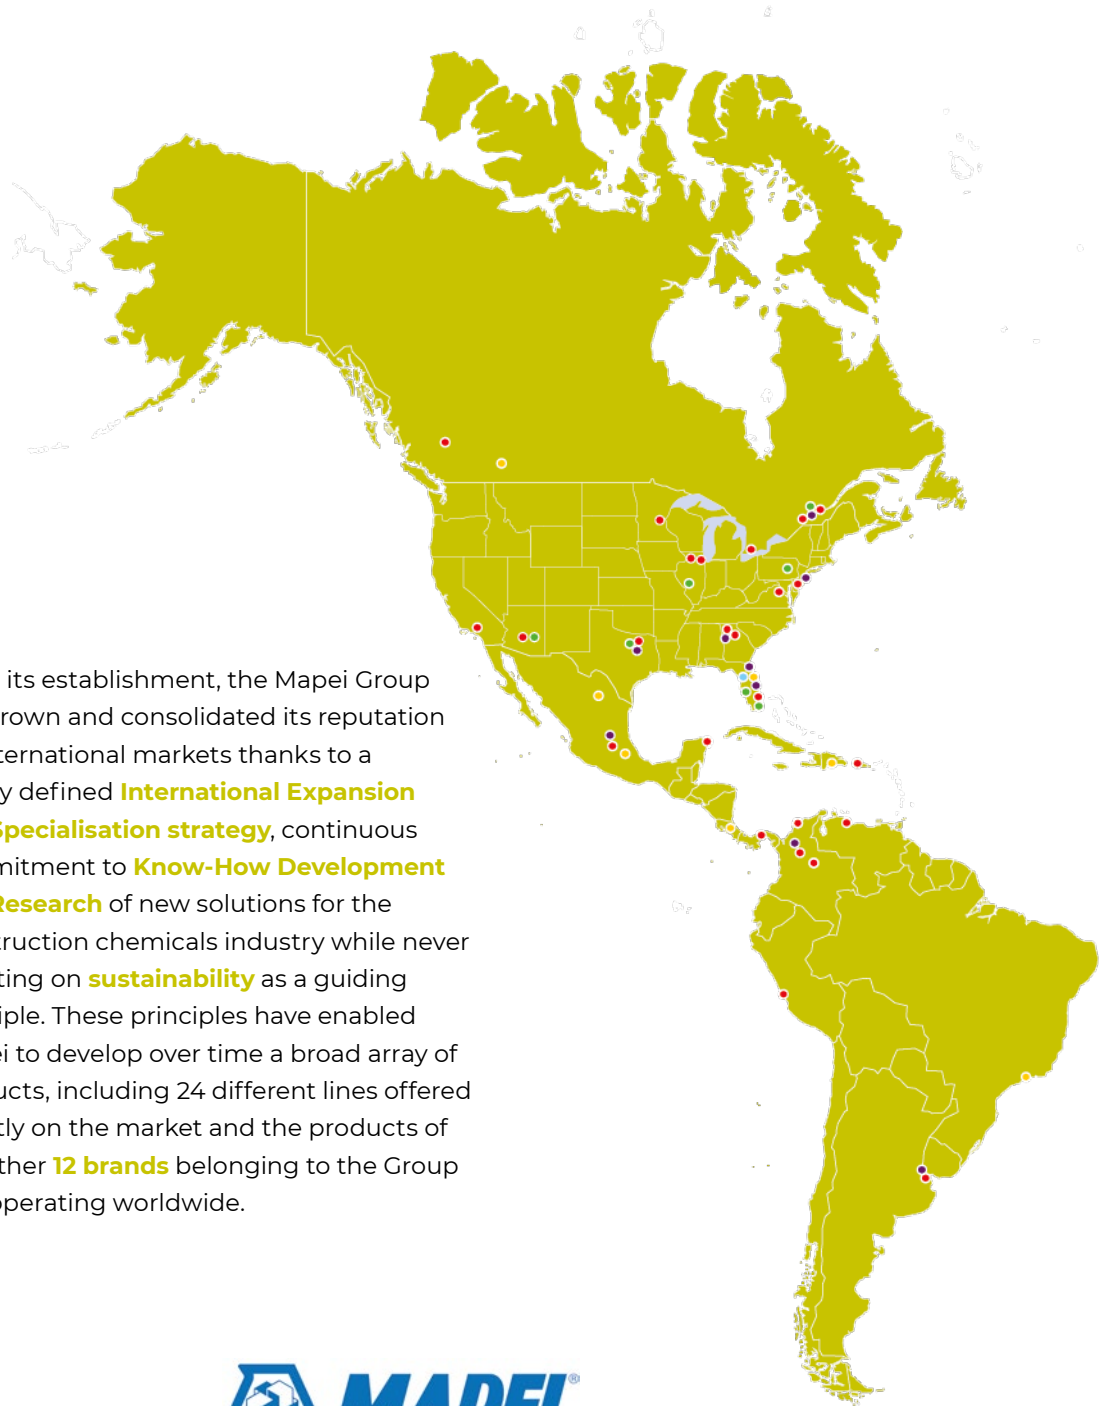 its establishment, the Mapei Group
rown and consolidated its reputation
ternational markets thanks to a
y defined International Expansion
Specialisation strategy, continuous
mitment to Know-How Development
Research of new solutions for the
truction chemicals industry while never
ting on sustainability as a guiding
iple. These principles have enabled
ei to develop over time a broad array of
ucts, including 24 different lines offered
tly on the market and the products of
ther 12 brands belonging to the Group
operating worldwide.
MAPEI®